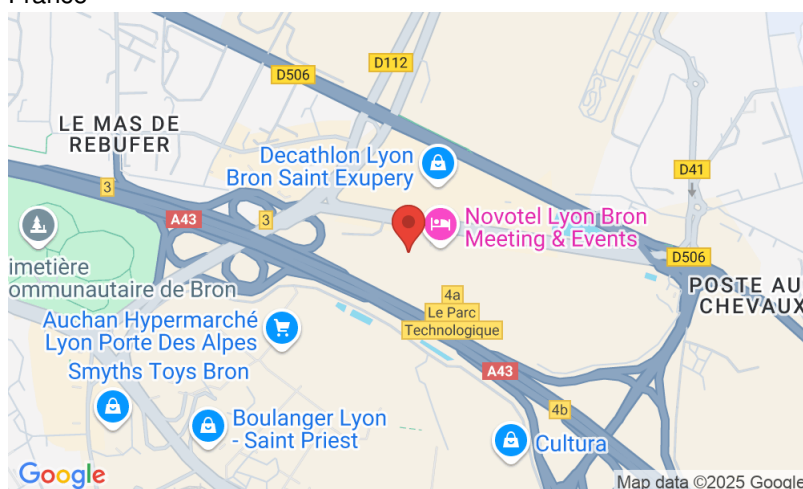 France
D112
D506
LE MAS DE
REBUFER
Decathlon Lyon
Bron Saint Exupery
D41
3
A43
3
Novotel Lyon Bron
Meeting & Events
D506
imetière
ommunautaire de Bron
4a
Le Parc
Technologique
POSTE AU
CHEVAUX
Auchan Hypermarché
Lyon Porte Des Alpes
Smyths Toys Bron
A43
4b
Boulanger Lyon
- Saint Priest
Cultura
Google
Map data ©2025 Google